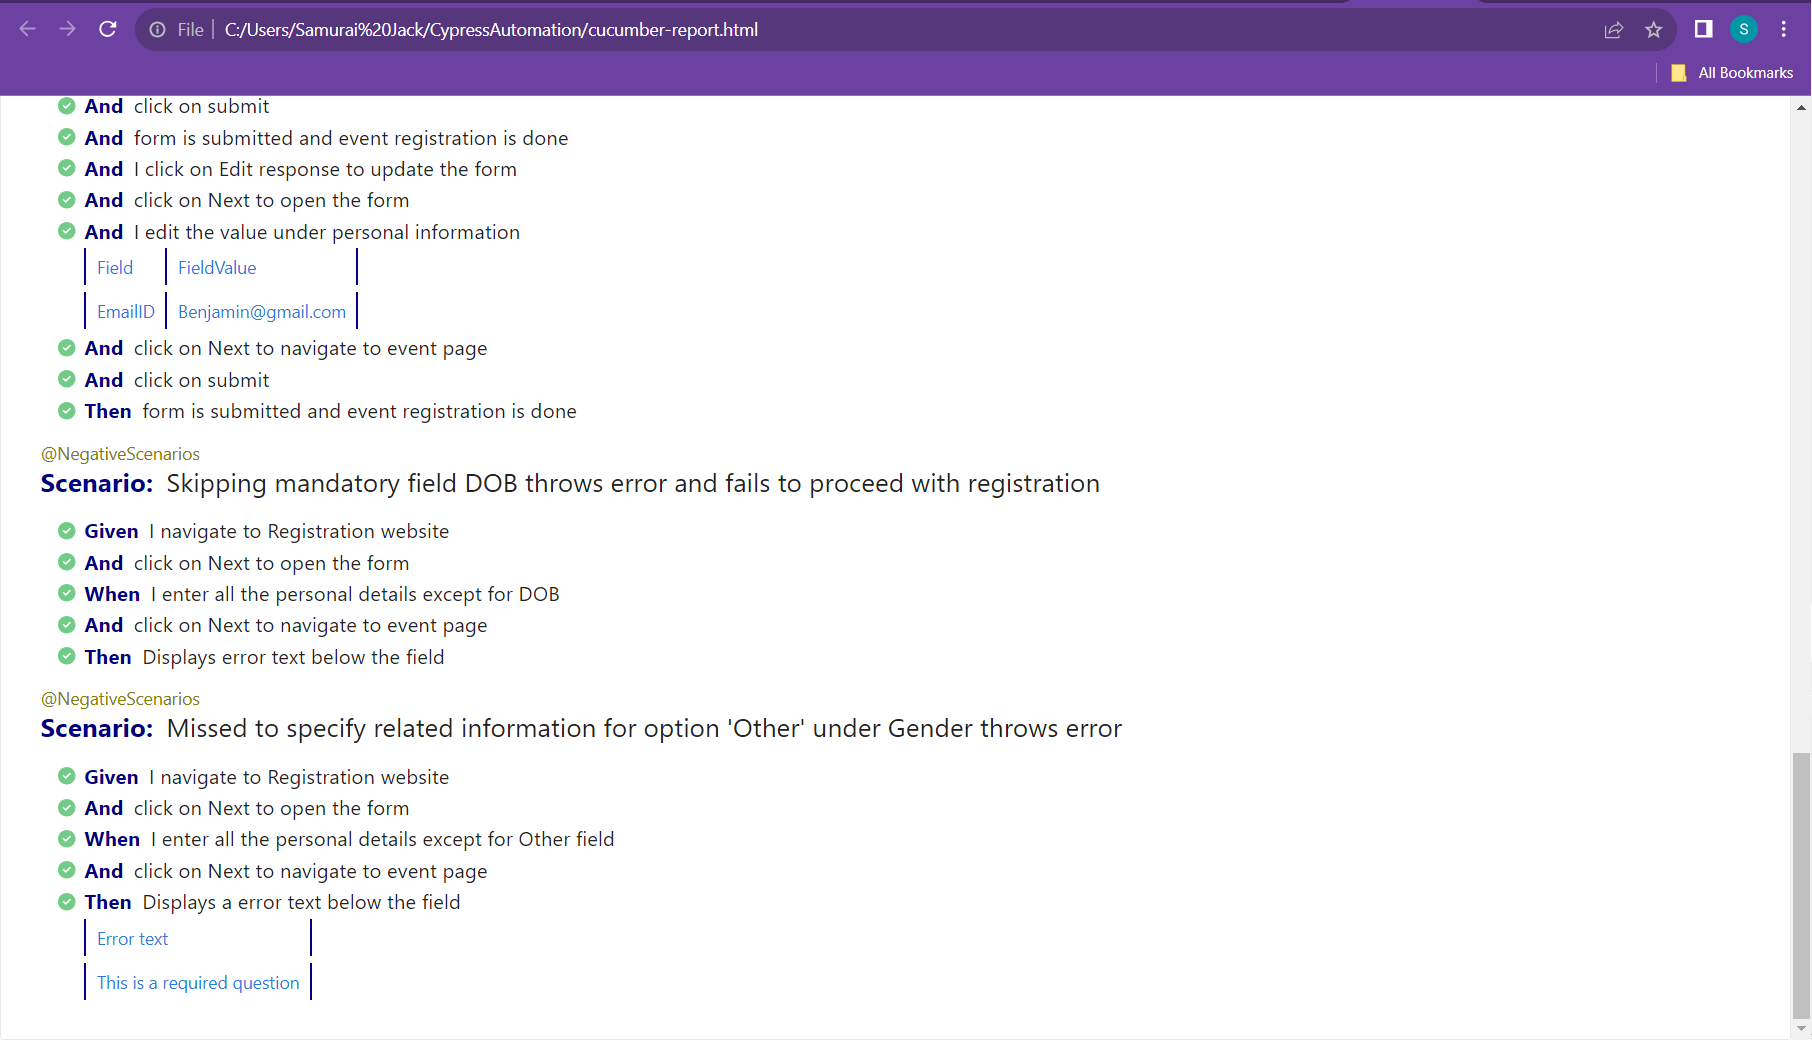 File C:/Users/Samurai%20Jack/CypressAutomation/cucumber-report.html
S
All Bookmarks
And click on submit
And form is submitted and event registration is done
And I click on Edit response to update the form
And click on Next to open the form
And I edit the value under personal information
Field FieldValue
EmailID Benjamin@gmail.com
And click on Next to navigate to event page
And click on submit
Then form is submitted and event registration is done
@NegativeScenarios
Scenario: Skipping mandatory field DOB throws error and fails to proceed with registration
Given I navigate to Registration website
And click on Next to open the form
When I enter all the personal details except for DOB
And click on Next to navigate to event page
Then Displays error text below the field
@NegativeScenarios
Scenario: Missed to specify related information for option 'Other' under Gender throws error
Given I navigate to Registration website
And click on Next to open the form
When I enter all the personal details except for Other field
And click on Next to navigate to event page
Then Displays a error text below the field
Error text
This is a required question